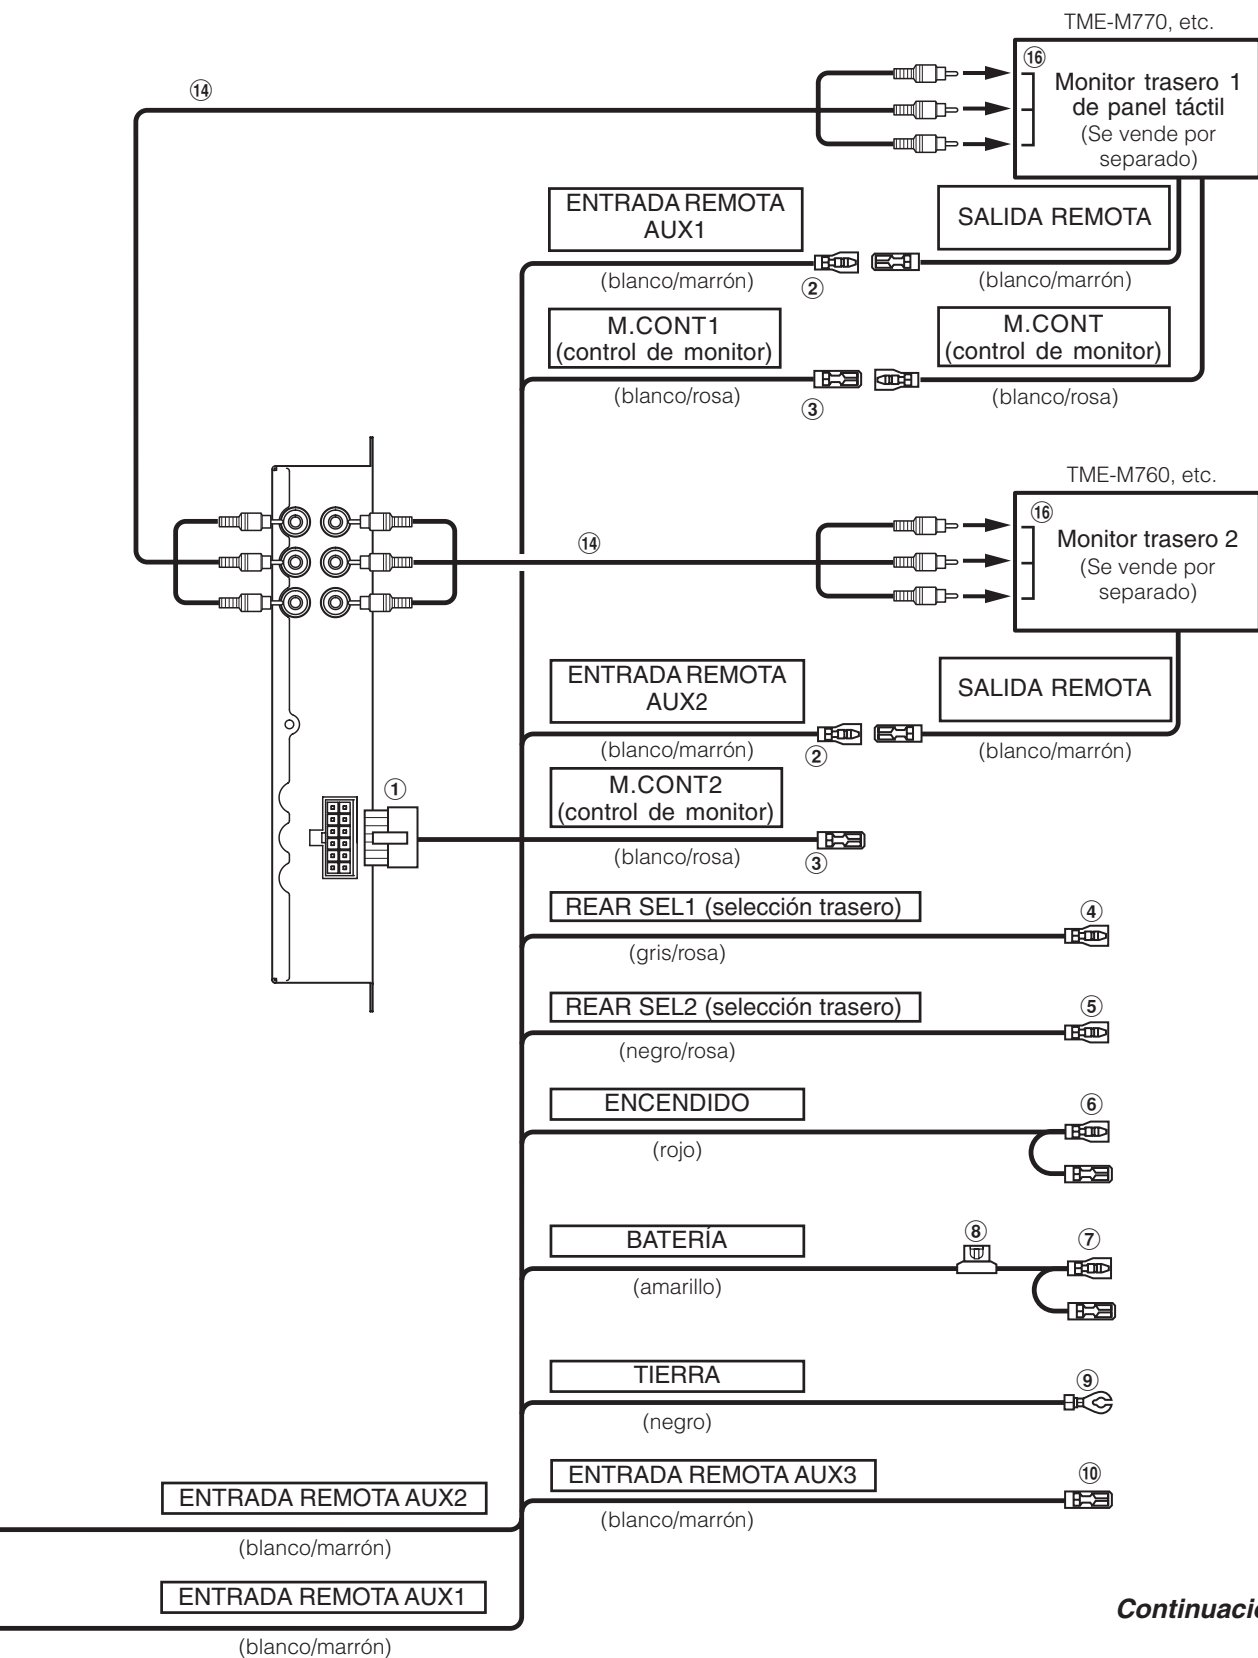 TME-M770, etc.
⑯
Monitor trasero 1
de panel táctil
(Se vende por
separado)
⑭
ENTRADA REMOTA
AUX1
SALIDA REMOTA
(blanco/marrón)
②
(blanco/marrón)
M.CONT1
(control de monitor)
M.CONT
(control de monitor)
(blanco/rosa)
③
(blanco/rosa)
TME-M760, etc.
⑯
Monitor trasero 2
(Se vende por
separado)
⑭
ENTRADA REMOTA
AUX2
SALIDA REMOTA
(blanco/marrón)
②
(blanco/marrón)
M.CONT2
(control de monitor)
①
(blanco/rosa)
③
REAR SEL1 (selección trasero)
④
(gris/rosa)
REAR SEL2 (selección trasero)
⑤
(negro/rosa)
ENCENDIDO
⑥
(rojo)
BATERÍA
⑧
⑦
(amarillo)
TIERRA
⑨
(negro)
ENTRADA REMOTA AUX3
⑩
(blanco/marrón)
ENTRADA REMOTA AUX2
(blanco/marrón)
ENTRADA REMOTA AUX1
(blanco/marrón)